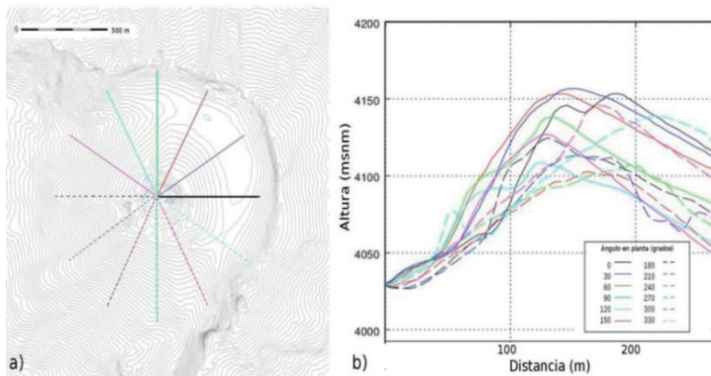 0 500 m
a)
4200
4150
4100
4050
4000
Altura (msnm)
100 200
Distancia (m)
b)
Angulo en planta (grados)
0 180
30 210
60 240
90 270
120 300
150 330